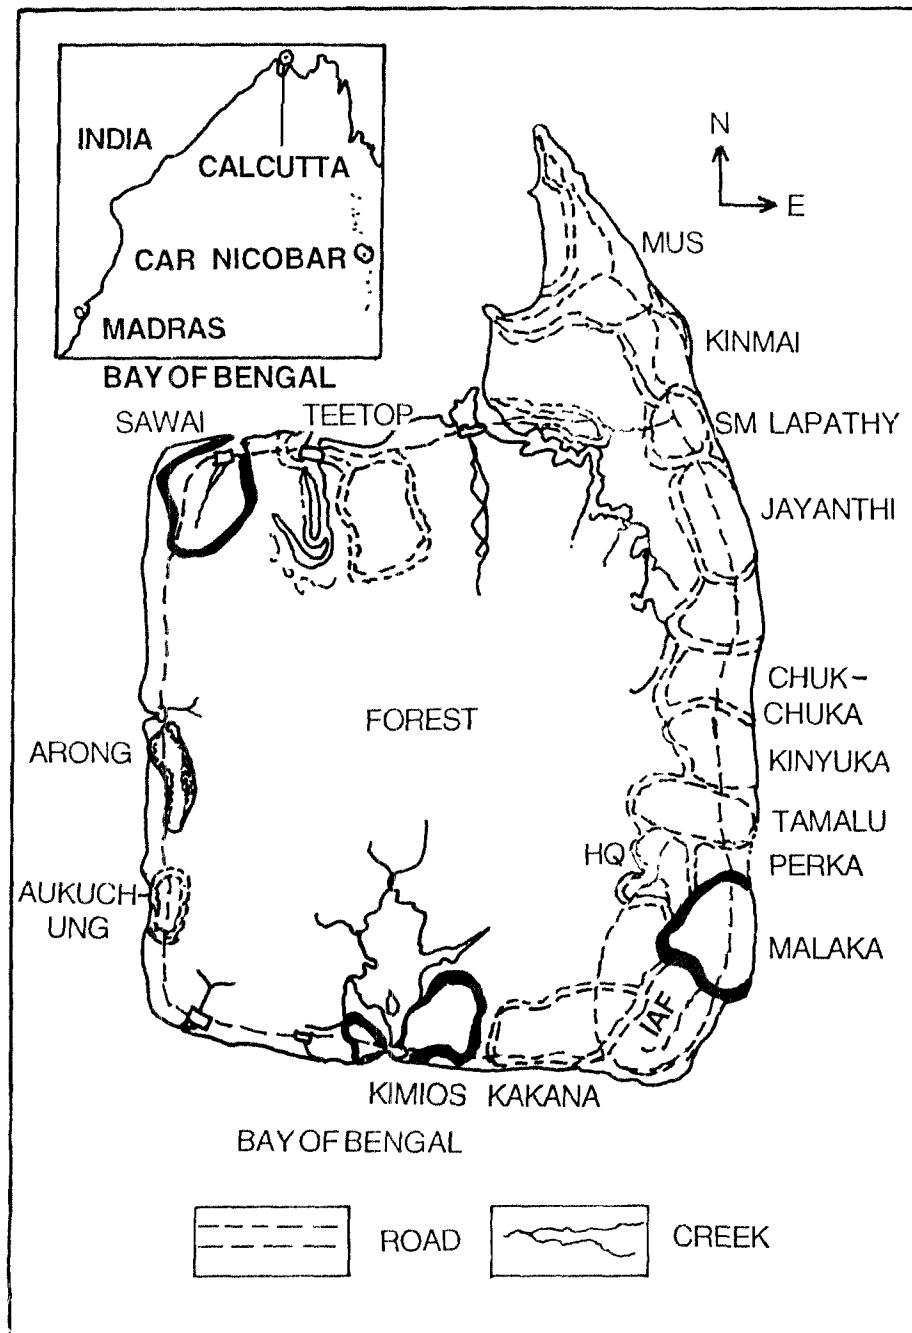 INDIA
CALCUTTA
CAR NICOBAR
MADRAS
BAY OF BENGAL
N
E
MUS
KINMAI
SM LAPATHY
JAYANTHI
SAWAI
TEETOP
CHUK-
CHUKA
FOREST
ARONG
KINYUKA
TAMALU
HQ
PERKA
AUKUCH-
UNG
MALAKA
IAF
KIMIOS
KAKANA
BAY OF BENGAL
ROAD
CREEK